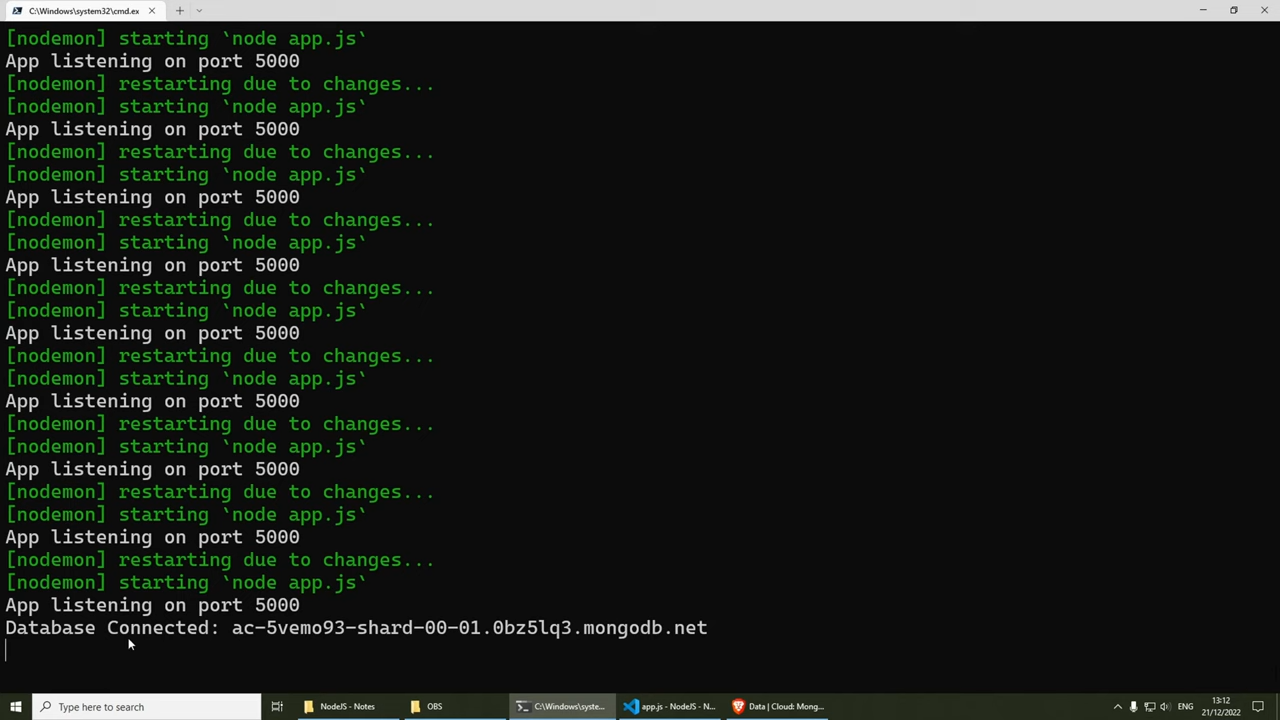 C:\Windows\system32\cmd.ex
[nodemon] starting `node app.js`
App listening on port 5000
[nodemon] restarting due to changes...
[nodemon] starting `node app.js`
App listening on port 5000
[nodemon] restarting due to changes...
[nodemon] starting `node app.js`
App listening on port 5000
[nodemon] restarting due to changes...
[nodemon] starting `node app.js`
App listening on port 5000
[nodemon] restarting due to changes...
[nodemon] starting `node app.js`
App listening on port 5000
[nodemon] restarting due to changes...
[nodemon] starting `node app.js`
App listening on port 5000
[nodemon] restarting due to changes...
[nodemon] starting `node app.js`
App listening on port 5000
[nodemon] restarting due to changes...
[nodemon] starting `node app.js`
App listening on port 5000
[nodemon] restarting due to changes...
[nodemon] starting `node app.js`
App listening on port 5000
Database Connected: ac-5vemo93-shard-00-01.0bz5lq3.mongodb.net
Type here to search
NodeJS - Notes
OBS
C:\Windows\syste...
app.js - NodeJS - N...
Data | Cloud: Mong...
ENG
13:12
21/12/2022